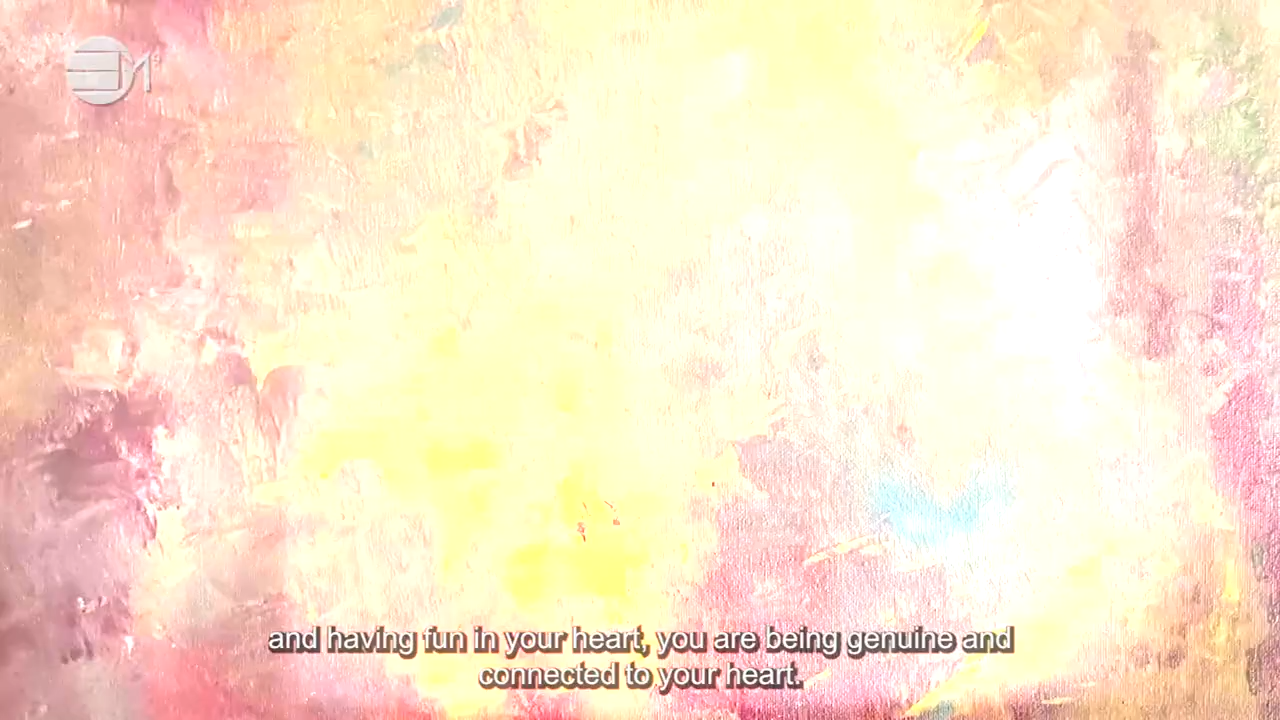 and having fun in your heart, you are being genuine and
connected to your heart.